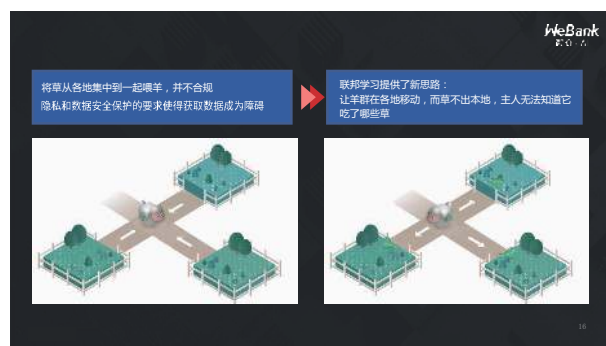 WeBank
将草从各地集中到一起喂羊，并不合规
隐私和数据安全保护的要求使得获取数据成为障碍
联邦学习提供了新思路：
让羊群在各地移动，而草不出本地，主人无法知道它
吃了哪些草
16